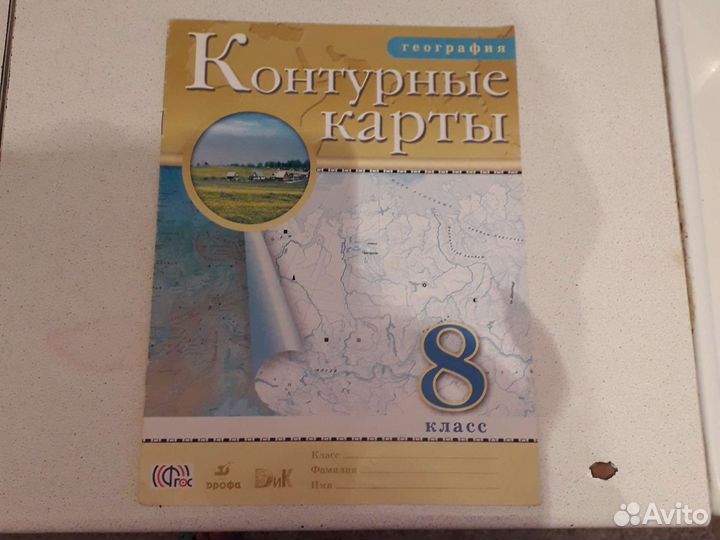 география
Контурные
карты
8
класс
ФГОС
дрофа
ДиК
Класс
Фамилия
Имя
Avito